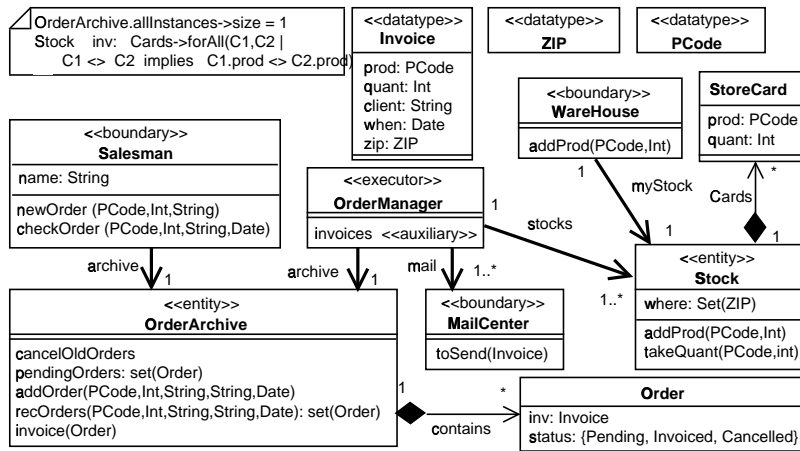 OrderArchive.allInstances->size = 1
Stock inv: Cards->forAll(C1,C2 |
C1 <> C2 implies C1.prod <> C2.prod)
<<datatype>>
Invoice
prod: PCode
quant: Int
client: String
when: Date
zip: ZIP
<<datatype>>
ZIP
<<datatype>>
PCode
<<boundary>>
WareHouse
addProd(PCode,Int)
StoreCard
prod: PCode
quant: Int
<<boundary>>
Salesman
name: String
newOrder (PCode,Int,String)
checkOrder (PCode,Int,String,Date)
<<executor>>
OrderManager
invoices <<auxiliary>>
1
stocks
1..*
1
myStock
1
*
Cards
1
archive
1
archive
1
mail
1..*
<<entity>>
Stock
where: Set(ZIP)
addProd(PCode,Int)
takeQuant(PCode,int)
<<entity>>
OrderArchive
cancelOldOrders
pendingOrders: set(Order)
addOrder(PCode,Int,String,String,Date)
recOrders(PCode,Int,String,String,Date): set(Order)
invoice(Order)
<<boundary>>
MailCenter
toSend(Invoice)
1
contains
*
Order
inv: Invoice
status: {Pending, Invoiced, Cancelled}